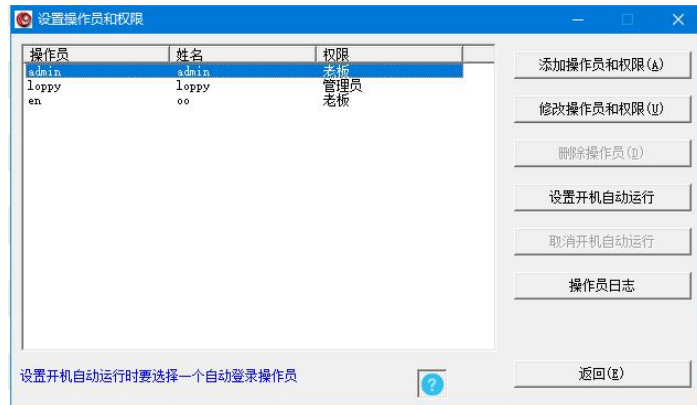 设置操作员和权限
操作员 姓名 权限
admin admin 老板
loppy loppy 管理员
en oo 老板
添加操作员和权限(A)
修改操作员和权限(U)
删除操作员(D)
设置开机自动运行
取消开机自动运行
操作员日志
设置开机自动运行时要选择一个自动登录操作员
?
返回(E)